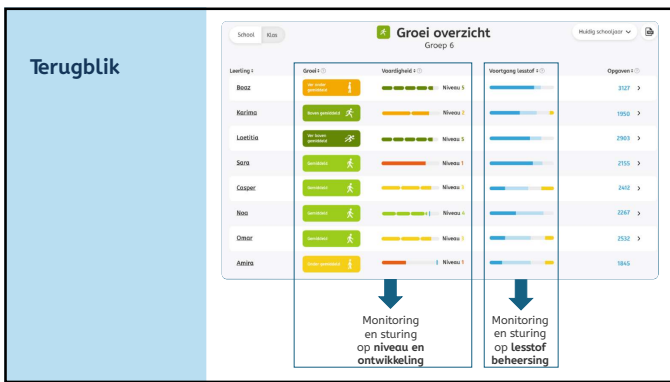 Terugblik
School Klas
Groei overzicht
Groep 6
Huidig schooljaar
Leerling Groei Vaardigheid Voortgang lesstof Opgaven
Boaz Ver onder gemiddeld Niveau 5 3127
Karima Boven gemiddeld Niveau 2 1950
Laetitia Ver boven gemiddeld Niveau 5 2903
Sara Gemiddeld Niveau 1 2155
Casper Gemiddeld Niveau 3 2412
Noa Gemiddeld Niveau 4 2267
Omar Gemiddeld Niveau 3 2532
Amira Onder gemiddeld Niveau 1 1845
Monitoring
en sturing
op niveau en
ontwikkeling
Monitoring
en sturing
op lesstof
beheersing